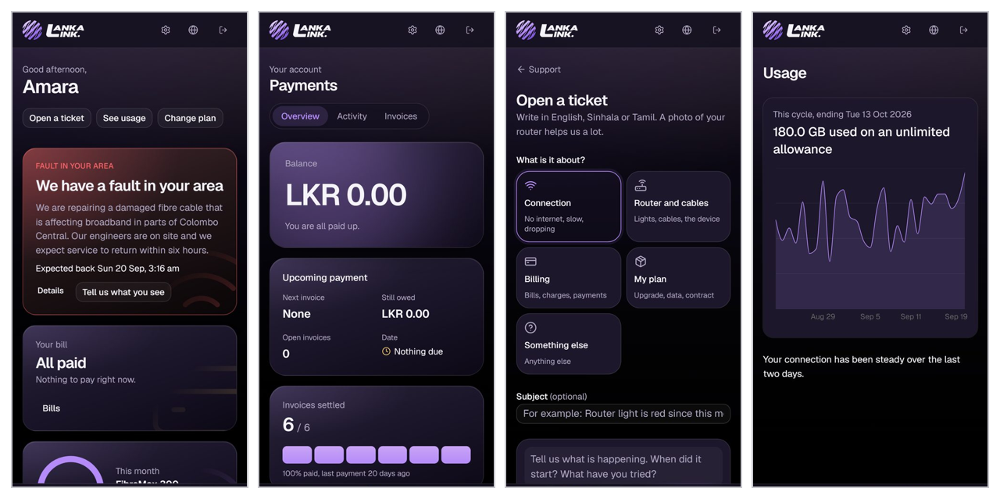 LANKA
LINK.
Good afternoon,
Amara
Open a ticket
See usage
Change plan
FAULT IN YOUR AREA
We have a fault in your area
We are repairing a damaged fibre cable that
is affecting broadband in parts of Colombo
Central. Our engineers are on site and we
expect service to return within six hours.
Expected back Sun 20 Sep, 3:16 am
Details
Tell us what you see
Your bill
All paid
Nothing to pay right now.
Bills
This month
LANKA
LINK.
Your account
Payments
Overview
Activity
Invoices
Balance
LKR 0.00
You are all paid up.
Upcoming payment
Next invoice
Still owed
None
LKR 0.00
Open invoices
Date
0
Nothing due
Invoices settled
6 / 6
100% paid, last payment 20 days ago
LANKA
LINK.
Support
Open a ticket
Write in English, Sinhala or Tamil. A photo of your
router helps us a lot.
What is it about?
Connection
No internet, slow,
dropping
Router and cables
Lights, cables, the device
Billing
Bills, charges, payments
My plan
Upgrade, data, contract
Something else
Anything else
Subject (optional)
For example: Router light is red since this
Tell us what is happening. When did it
start? What have you tried?
LANKA
LINK.
Usage
This cycle, ending Tue 13 Oct 2026
180.0 GB used on an unlimited
allowance
Aug 29
Sep 5
Sep 11
Sep 19
Your connection has been steady over the last
two days.